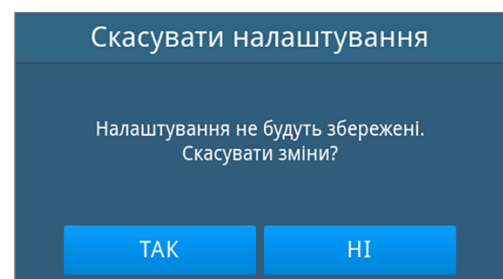 Скасувати налаштування
Налаштування не будуть збережені.
Скасувати зміни?
ТАК
НІ